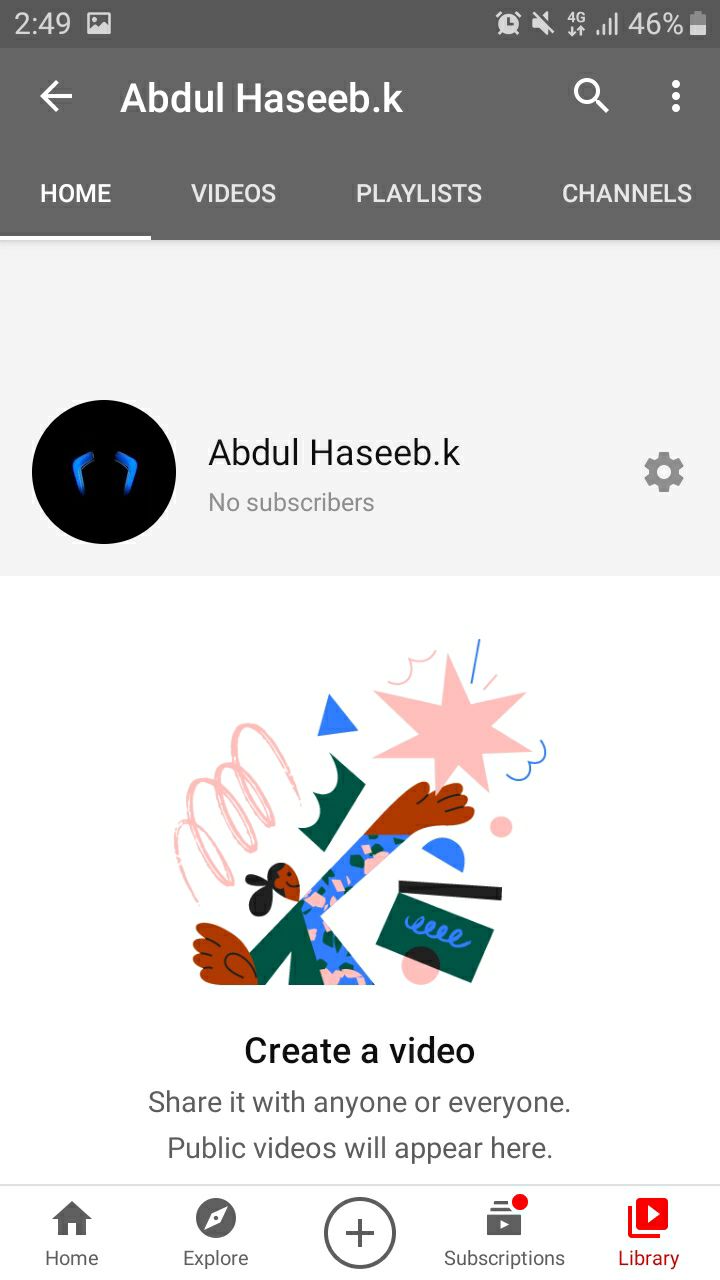 2:49 4G 46%
Abdul Haseeb.k
HOME VIDEOS PLAYLISTS CHANNELS
Abdul Haseeb.k
No subscribers
Create a video
Share it with anyone or everyone.
Public videos will appear here.
Home Explore Subscriptions Library